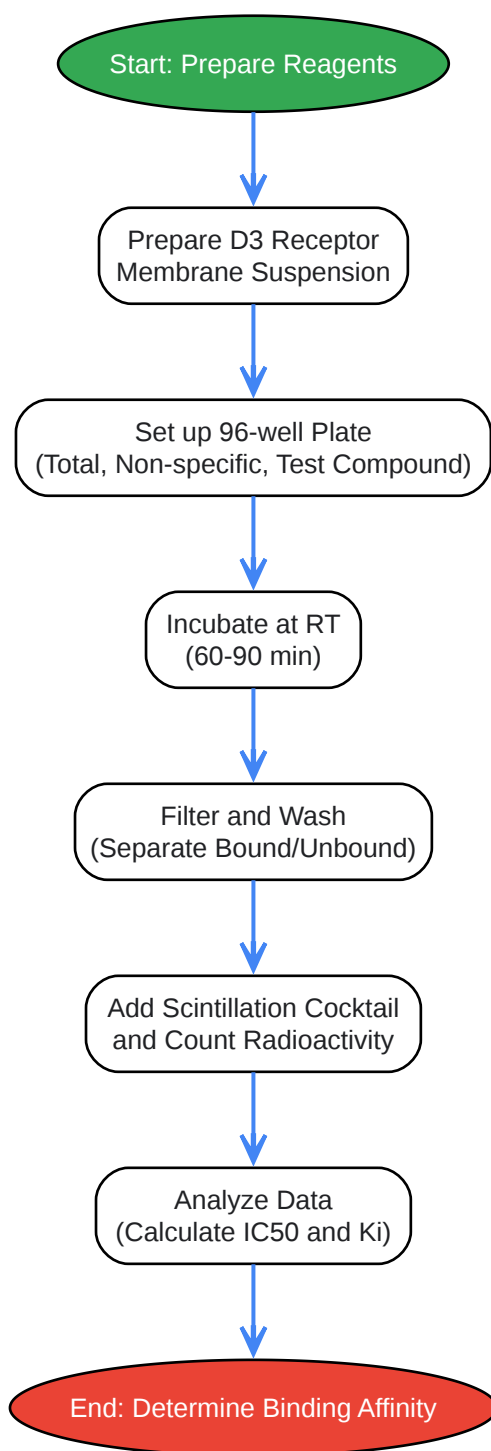 Start: Prepare Reagents
Prepare D3 Receptor
Membrane Suspension
Set up 96-well Plate
(Total, Non-specific, Test Compound)
Incubate at RT
(60-90 min)
Filter and Wash
(Separate Bound/Unbound)
Add Scintillation Cocktail
and Count Radioactivity
Analyze Data
(Calculate IC50 and Ki)
End: Determine Binding Affinity